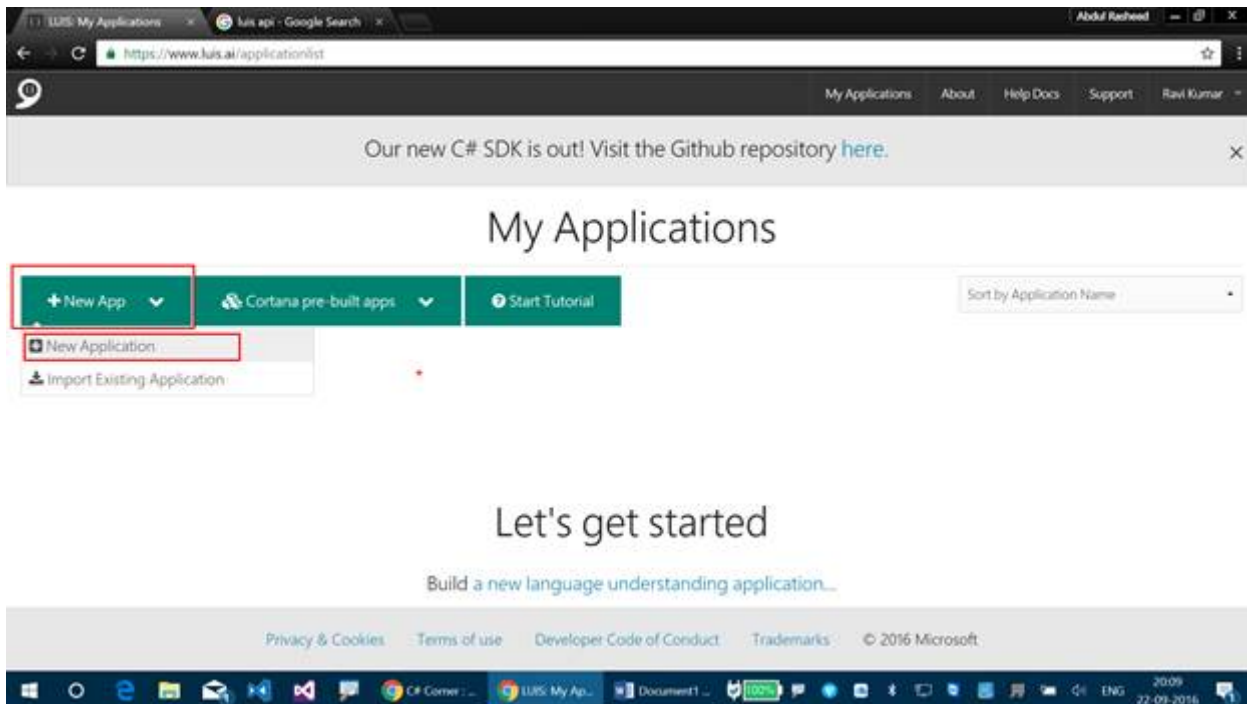 LUIS: My Applications
luis api - Google Search
Abdul Rasheed
https://www.luis.ai/applicationlist
My Applications About Help Docs Support Ravi Kumar
Our new C# SDK is out! Visit the Github repository here.
My Applications
New App
Cortana pre-built apps
Start Tutorial
Sort by Application Name
New Application
Import Existing Application
Let's get started
Build a new language understanding application...
Privacy & Cookies Terms of use Developer Code of Conduct Trademarks © 2016 Microsoft
C# Corner : ... LUIS: My Ap... Document1 - ... 100% ENG 20:09
22-09-2016